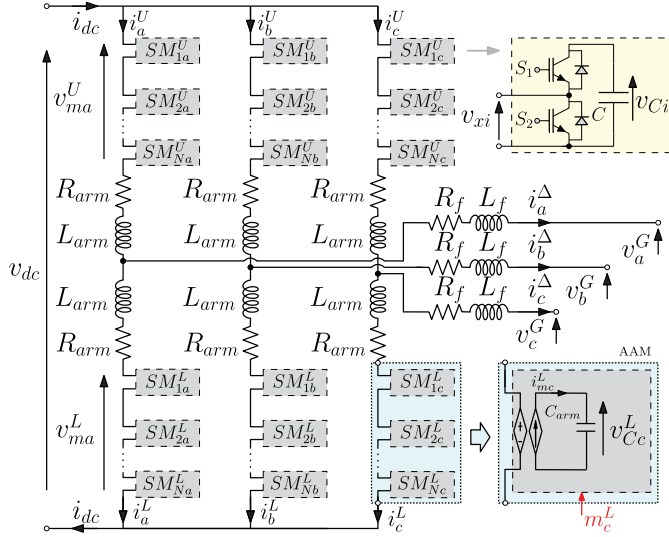 i_dc i_a^U i_b^U i_c^U
SM_1a^U SM_1b^U SM_1c^U
S_1
v_ma^U SM_2a^U SM_2b^U SM_2c^U
v_xi S_2 C v_Ci
SM_Na^U SM_Nb^U SM_Nc^U
R_arm R_arm R_arm
R_f L_f i_a^Δ
L_arm L_arm L_arm
v_dc R_f L_f i_b^Δ v_a^G
R_f L_f i_c^Δ v_b^G
L_arm L_arm L_arm
v_c^G
R_arm R_arm R_arm
AAM
SM_1a^L SM_1b^L SM_1c^L i_mc^L
v_ma^L SM_2a^L SM_2b^L SM_2c^L C_arm v_Cc^L
SM_Na^L SM_Nb^L SM_Nc^L
i_dc i_a^L i_b^L i_c^L m_c^L